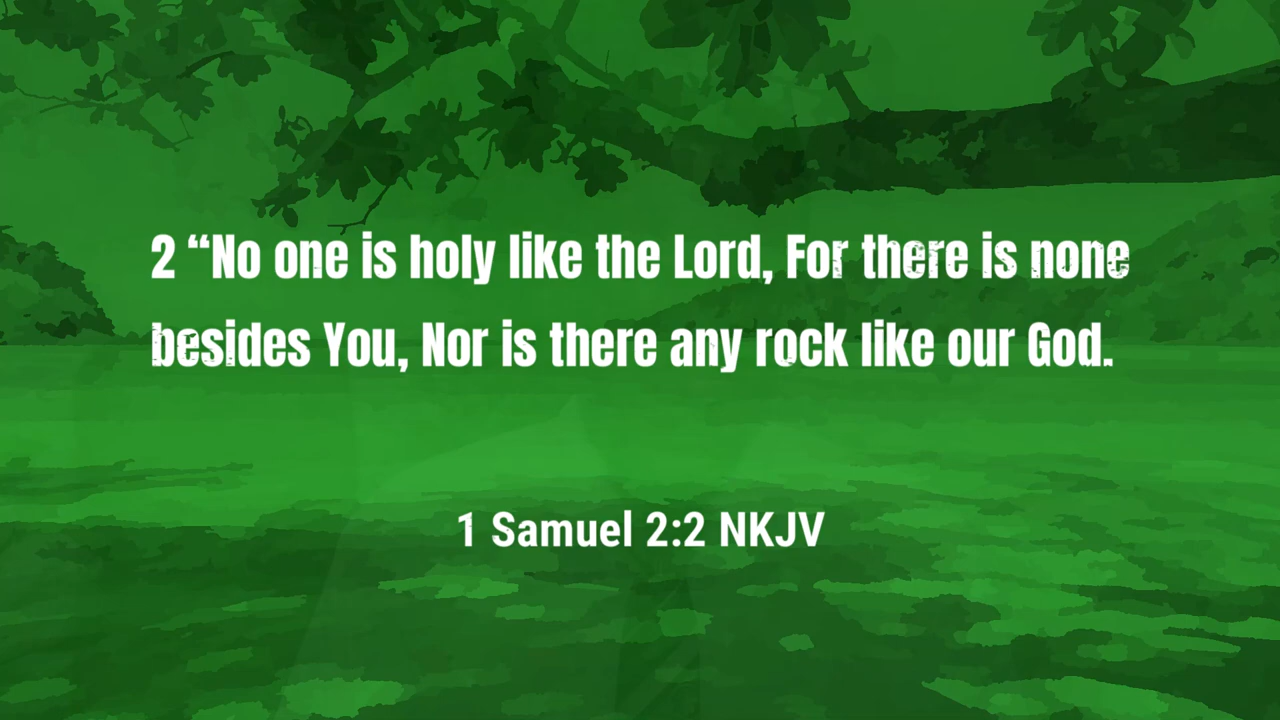 2 “No one is holy like the Lord, For there is none
besides You, Nor is there any rock like our God.
1 Samuel 2:2 NKJV